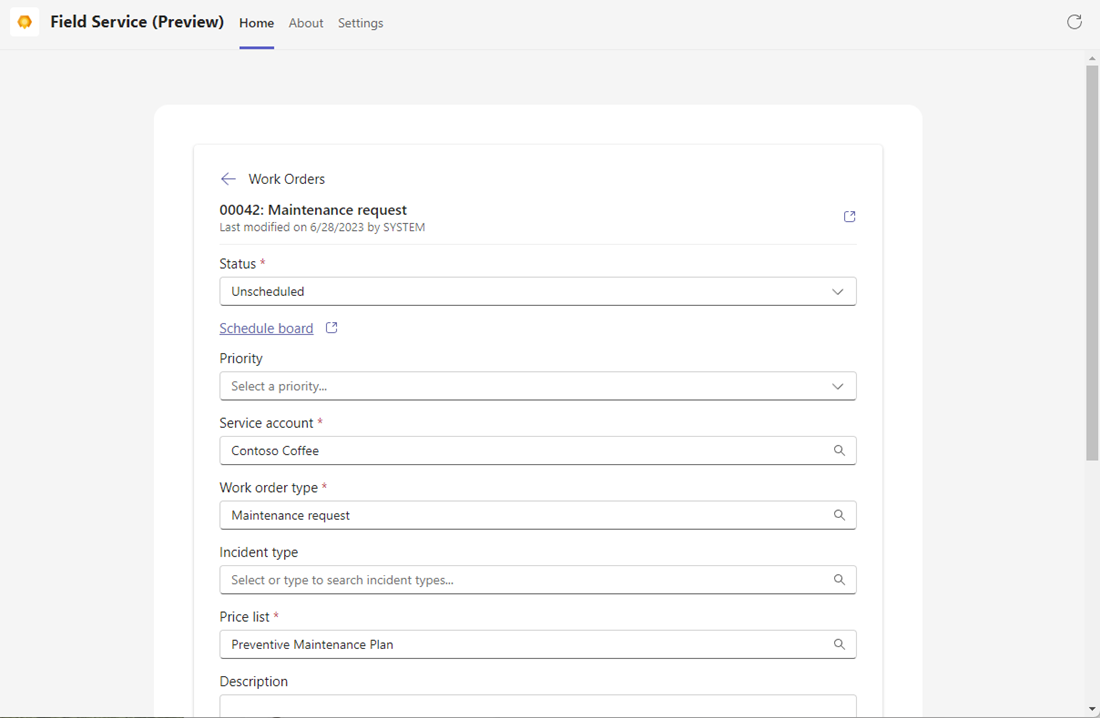 Field Service (Preview) Home About Settings
Work Orders
00042: Maintenance request
Last modified on 6/28/2023 by SYSTEM
Status *
Unscheduled
Schedule board
Priority
Select a priority...
Service account *
Contoso Coffee
Work order type *
Maintenance request
Incident type
Select or type to search incident types...
Price list *
Preventive Maintenance Plan
Description